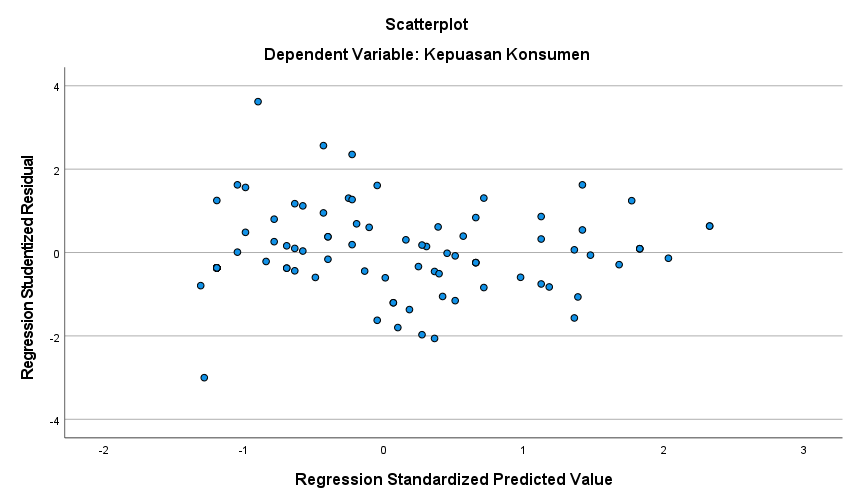 Scatterplot
Dependent Variable: Kepuasan Konsumen
Regression Studentized Residual
4
2
0
-2
-4
-2
-1
0
1
2
3
Regression Standardized Predicted Value